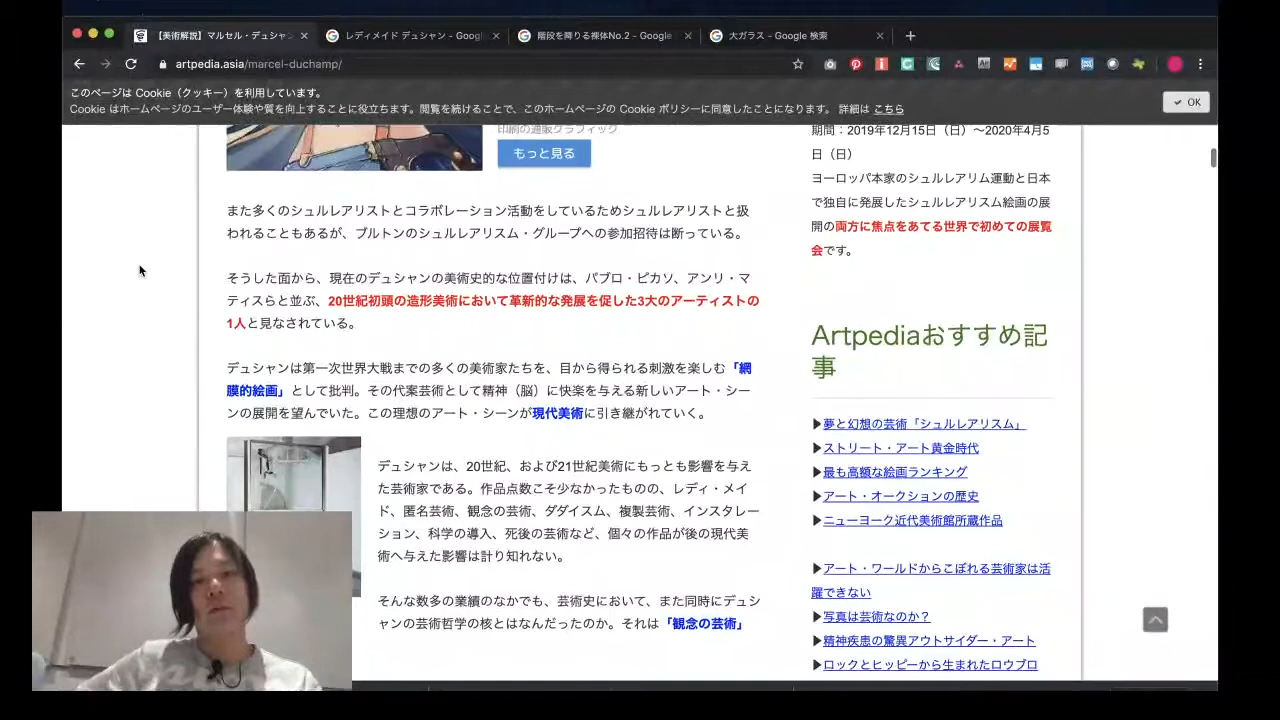 【美術解説】マルセル・デュシャン
レディメイド デュシャン - Googl
階段を降りる裸体No.2 - Google
大ガラス - Google 検索
artpedia.asia/marcel-duchamp/
このページは Cookie（クッキー）を利用しています。
Cookie はホームページのユーザー体験や質を向上することに役立ちます。閲覧を続けることで、このホームページの Cookie ポリシーに同意したことになります。 詳細は こちら
OK
印刷の通販グラフィック
もっと見る
また多くのシュルレアリストとコラボレーション活動をしているためシュルレアリストと扱
われることもあるが、ブルトンのシュルレアリスム・グループへの参加招待は断っている。
そうした面から、現在のデュシャンの美術史的な位置付けは、パブロ・ピカソ、アンリ・マ
ティスらと並ぶ、20世紀初頭の造形美術において革新的な発展を促した3大のアーティストの
1人と見なされている。
デュシャンは第一次世界大戦までの多くの美術家たちを、目から得られる刺激を楽しむ「網
膜的絵画」として批判。その代案芸術として精神（脳）に快楽を与える新しいアート・シー
ンの展開を望んでいた。この理想のアート・シーンが現代美術に引き継がれていく。
デュシャンは、20世紀、および21世紀美術にもっとも影響を与え
た芸術家である。作品点数こそ少なかったものの、レディ・メイ
ド、匿名芸術、観念の芸術、ダダイスム、複製芸術、インスタレー
ション、科学の導入、死後の芸術など、個々の作品が後の現代美
術へ与えた影響は計り知れない。
そんな数多の業績のなかでも、芸術史において、また同時にデュシ
ャンの芸術哲学の核とはなんだったのか。それは「観念の芸術」
期間：2019年12月15日（日）〜2020年4月5
日（日）
ヨーロッパ本家のシュルレアリム運動と日本
で独自に発展したシュルレアリスム絵画の展
開の両方に焦点をあてる世界で初めての展覧
会です。
Artpediaおすすめ記
事
▶夢と幻想の芸術「シュルレアリスム」
▶ストリート・アート黄金時代
▶最も高額な絵画ランキング
▶アート・オークションの歴史
▶ニューヨーク近代美術館所蔵作品
▶アート・ワールドからこぼれる芸術家は活
躍できない
▶写真は芸術なのか？
▶精神疾患の驚異アウトサイダー・アート
▶ロックとヒッピーから生まれたロウブロ